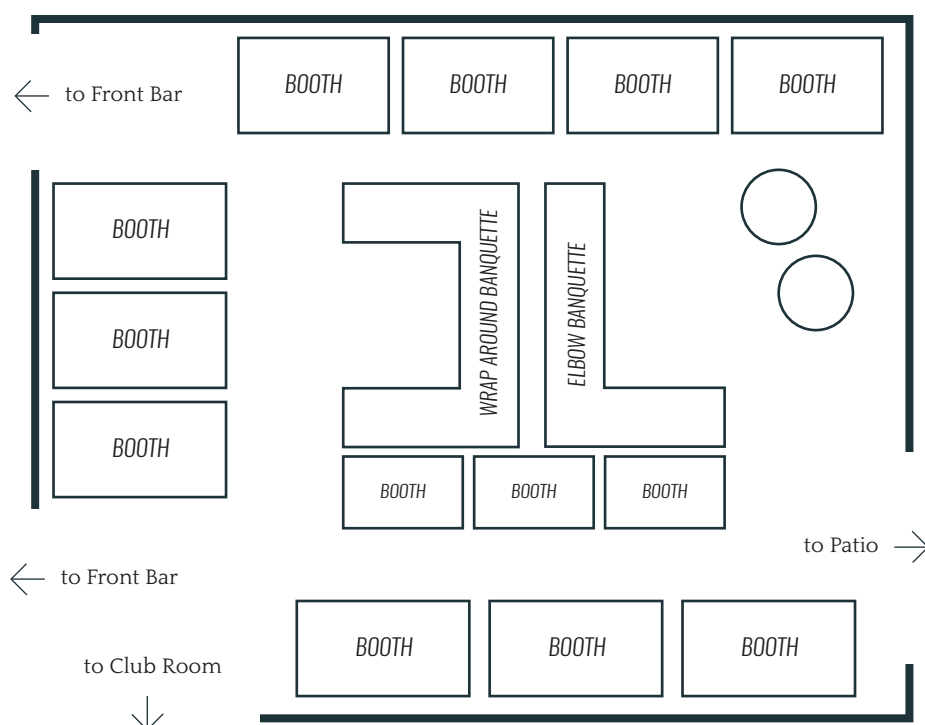 BOOTH
BOOTH
BOOTH
BOOTH
to Front Bar
BOOTH
BOOTH
BOOTH
WRAP AROUND BANQUETTE
ELBOW BANQUETTE
BOOTH
BOOTH
BOOTH
to Patio
to Front Bar
BOOTH
BOOTH
BOOTH
to Club Room